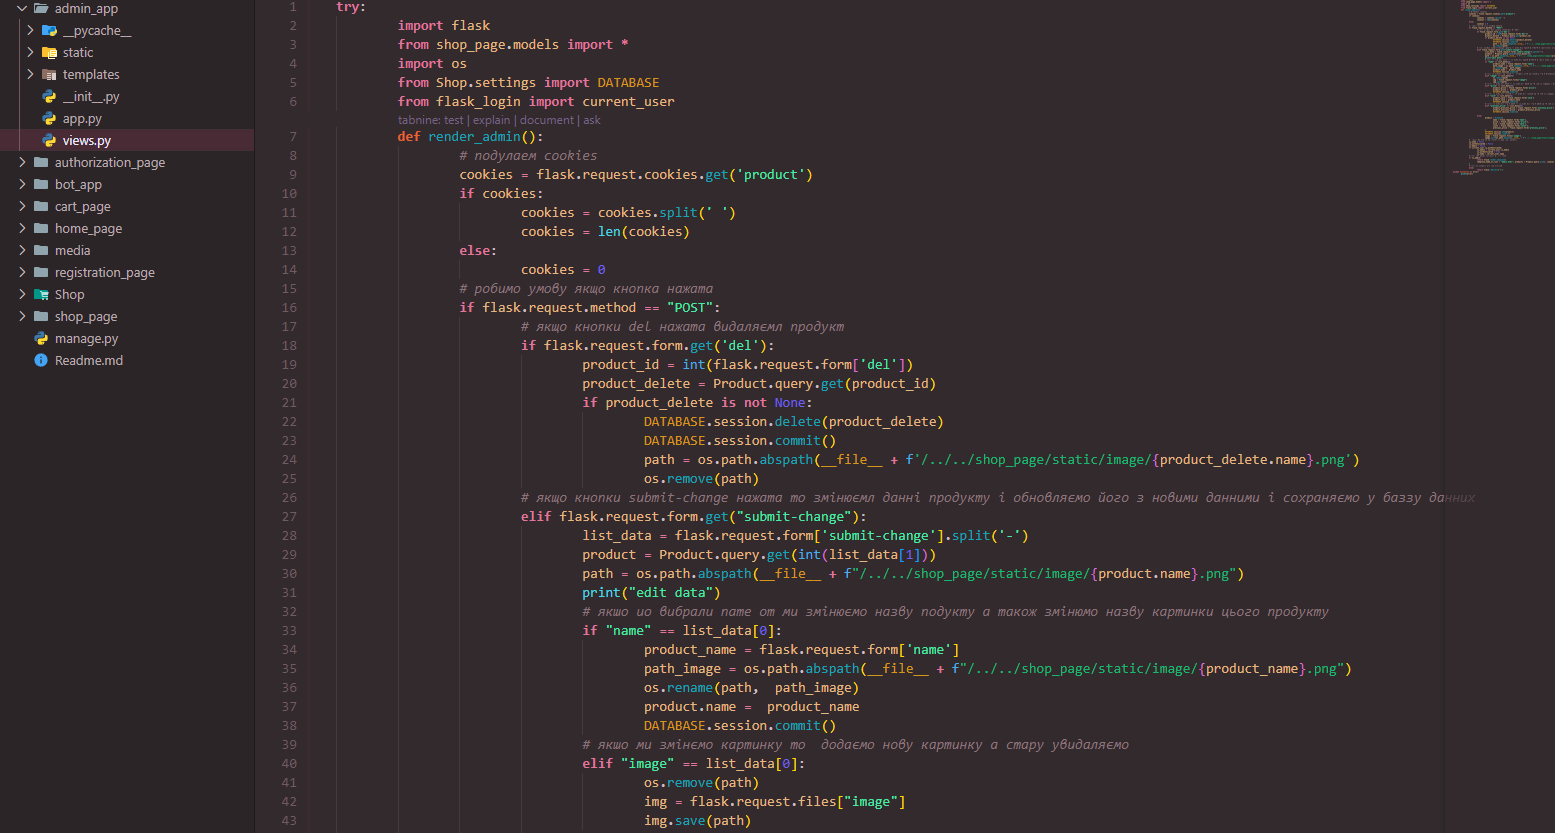 admin_app
__pycache__
static
templates
__init__.py
app.py
views.py
authorization_page
bot_app
cart_page
home_page
media
registration_page
Shop
shop_page
manage.py
Readme.md
1 try:
2 import flask
3 from shop_page.models import *
4 import os
5 from Shop.settings import DATABASE
6 from flask_login import current_user
tabnine: test | explain | document | ask
7 def render_admin():
8 # подулаем cookies
9 cookies = flask.request.cookies.get('product')
10 if cookies:
11 cookies = cookies.split(' ')
12 cookies = len(cookies)
13 else:
14 cookies = 0
15 # робимо умову якщо кнопка нажата
16 if flask.request.method == "POST":
17 # якщо кнопки del нажата видаляємл продукт
18 if flask.request.form.get('del'):
19 product_id = int(flask.request.form['del'])
20 product_delete = Product.query.get(product_id)
21 if product_delete is not None:
22 DATABASE.session.delete(product_delete)
23 DATABASE.session.commit()
24 path = os.path.abspath(__file__ + f'/../../shop_page/static/image/{product_delete.name}.png')
25 os.remove(path)
26 # якщо кнопки submit-change нажата то змінюємл данні продукту і обновляємо його з новими данними і сохраняємо у баззу данних
27 elif flask.request.form.get("submit-change"):
28 list_data = flask.request.form['submit-change'].split('-')
29 product = Product.query.get(int(list_data[1]))
30 path = os.path.abspath(__file__ + f"/../../shop_page/static/image/{product.name}.png")
31 print("edit data")
32 # якшо ио вибрали name от ми змінюємо назву подукту а також змінюмо назву картинки цього продукту
33 if "name" == list_data[0]:
34 product_name = flask.request.form['name']
35 path_image = os.path.abspath(__file__ + f"/../../shop_page/static/image/{product_name}.png")
36 os.rename(path,  path_image)
37 product.name =  product_name
38 DATABASE.session.commit()
39 # якшо ми змінємо картинку то  додаємо нову картинку а стару увидаляємо
40 elif "image" == list_data[0]:
41 os.remove(path)
42 img = flask.request.files["image"]
43 img.save(path)